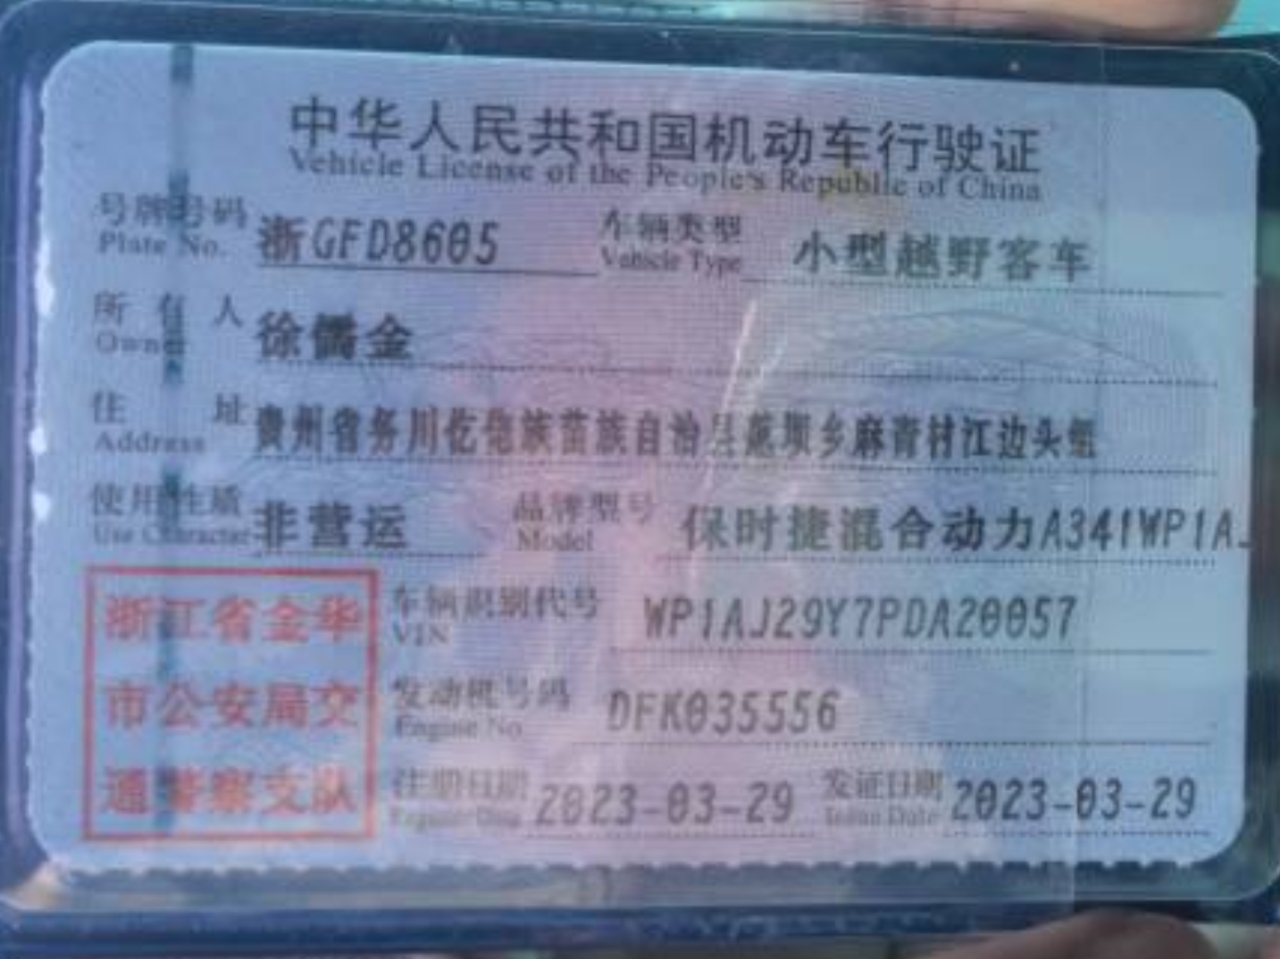 中华人民共和国机动车行驶证
Vehicle License of the People's Republic of China
号牌号码 浙GFD8605 车辆类型 小型越野客车
Plate No. Vehicle Type
所有人 徐儒金
Owner
住址 贵州省务川仡佬族苗族自治县蕉坝乡麻青村江边头组
Address
使用性质 非营运 品牌型号 保时捷混合动力A341WP1A
Use Character Model
浙江省金华 车辆识别代号 WP1AJ29Y7PDA20057
VIN
市公安局交 发动机号码 DFK035556
Engine No.
通警察支队 注册日期 2023-03-29 发证日期 2023-03-29
Register Date Issue Date